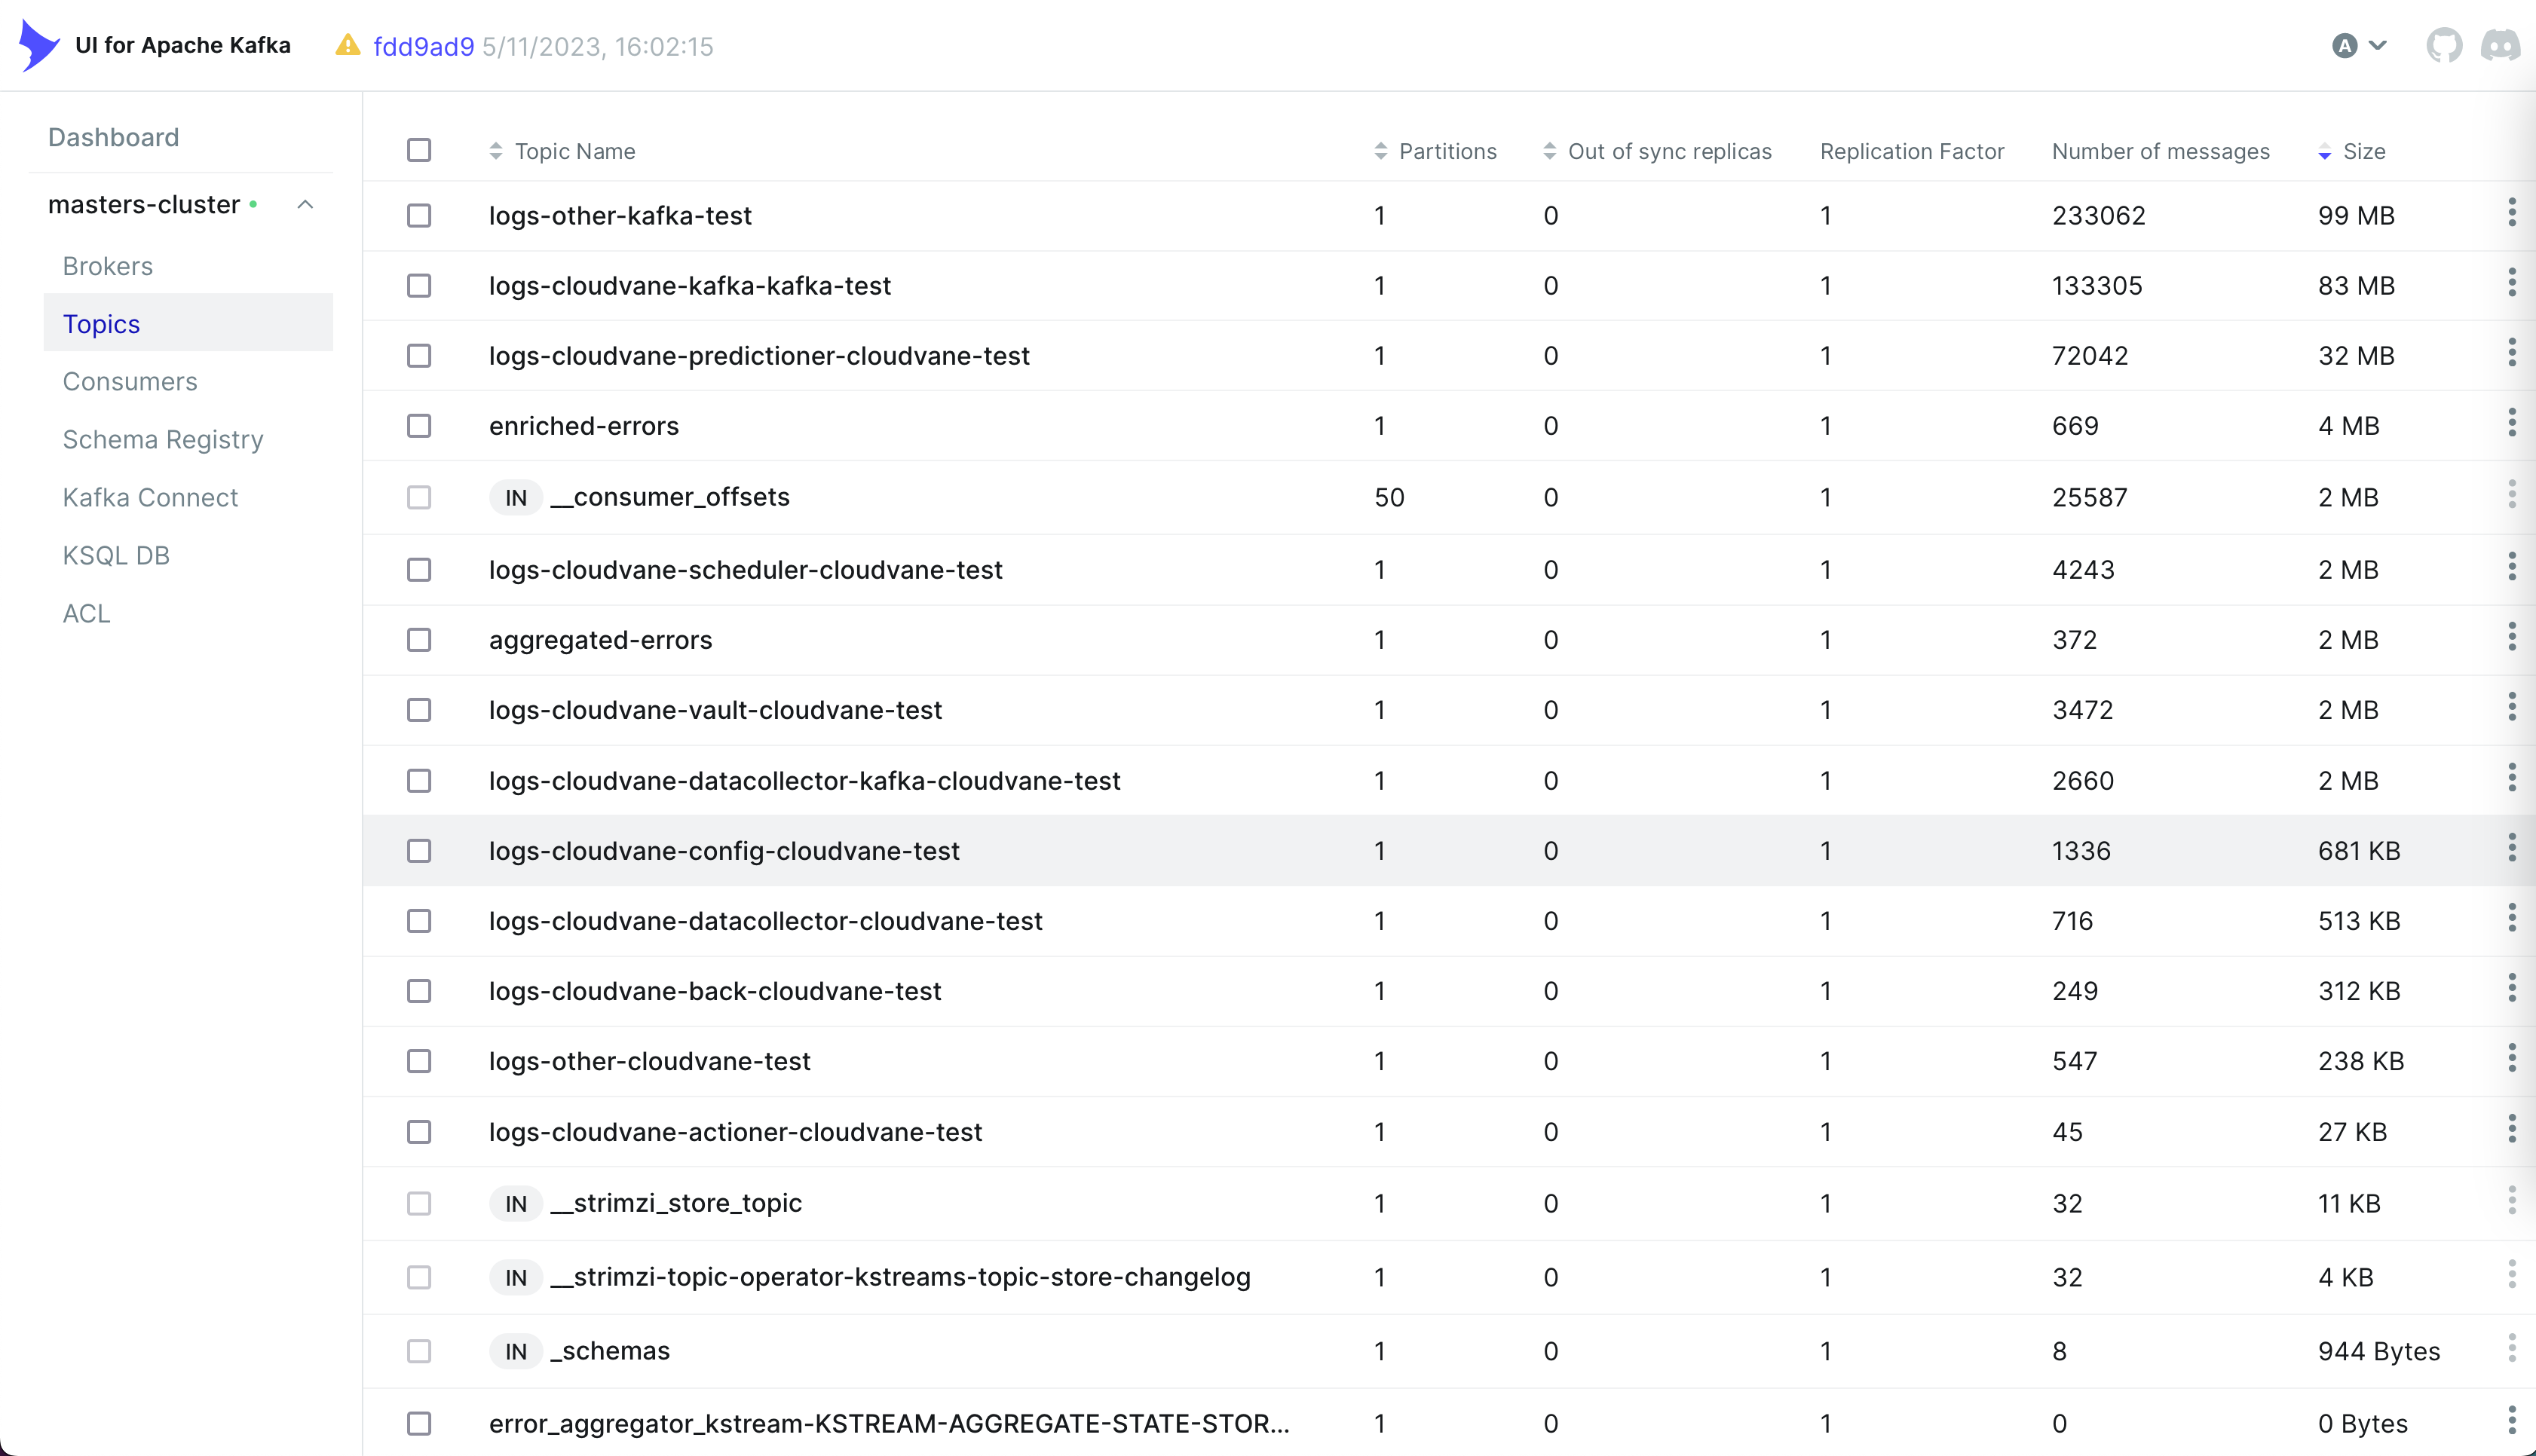 UI for Apache Kafka fdd9ad9 5/11/2023, 16:02:15 A
Dashboard
masters-cluster
Brokers
Topics
Consumers
Schema Registry
Kafka Connect
KSQL DB
ACL
Topic Name Partitions Out of sync replicas Replication Factor Number of messages Size
logs-other-kafka-test 1 0 1 233062 99 MB
logs-cloudvane-kafka-kafka-test 1 0 1 133305 83 MB
logs-cloudvane-predictioner-cloudvane-test 1 0 1 72042 32 MB
enriched-errors 1 0 1 669 4 MB
IN __consumer_offsets 50 0 1 25587 2 MB
logs-cloudvane-scheduler-cloudvane-test 1 0 1 4243 2 MB
aggregated-errors 1 0 1 372 2 MB
logs-cloudvane-vault-cloudvane-test 1 0 1 3472 2 MB
logs-cloudvane-datacollector-kafka-cloudvane-test 1 0 1 2660 2 MB
logs-cloudvane-config-cloudvane-test 1 0 1 1336 681 KB
logs-cloudvane-datacollector-cloudvane-test 1 0 1 716 513 KB
logs-cloudvane-back-cloudvane-test 1 0 1 249 312 KB
logs-other-cloudvane-test 1 0 1 547 238 KB
logs-cloudvane-actioner-cloudvane-test 1 0 1 45 27 KB
IN __strimzi_store_topic 1 0 1 32 11 KB
IN __strimzi-topic-operator-kstreams-topic-store-changelog 1 0 1 32 4 KB
IN _schemas 1 0 1 8 944 Bytes
error_aggregator_kstream-KSTREAM-AGGREGATE-STATE-STOR... 1 0 1 0 0 Bytes